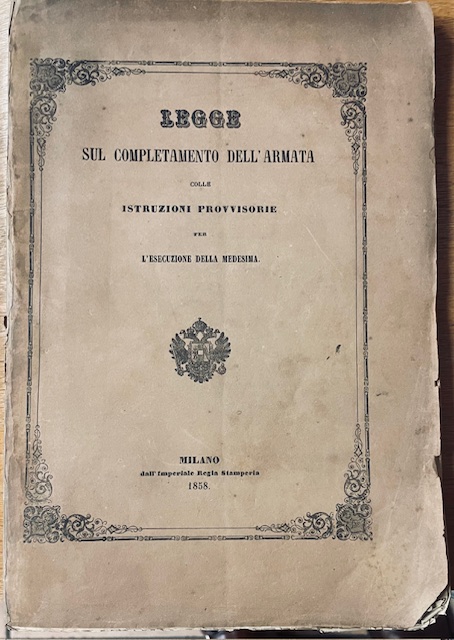 LEGGE
SUL COMPLETAMENTO DELL'ARMATA
COLLE
ISTRUZIONI PROVVISORIE
PER
L'ESECUZIONE DELLA MEDESIMA.
MILANO
dall'Imperiale Regia Stamperia
1858.